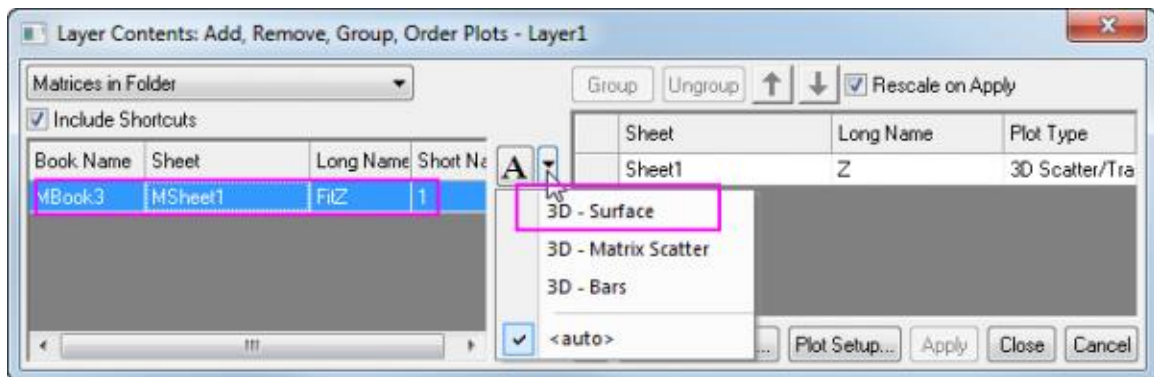 Layer Contents: Add, Remove, Group, Order Plots - Layer1
Matrices in Folder
Group Ungroup Rescale on Apply
Include Shortcuts
Sheet Long Name Plot Type
Book Name Sheet Long Name Short Na
A
Sheet1 Z 3D Scatter/Tra
MBook3 MSheet1 FitZ 1
3D - Surface
3D - Matrix Scatter
3D - Bars
<auto>
... Plot Setup... Apply Close Cancel